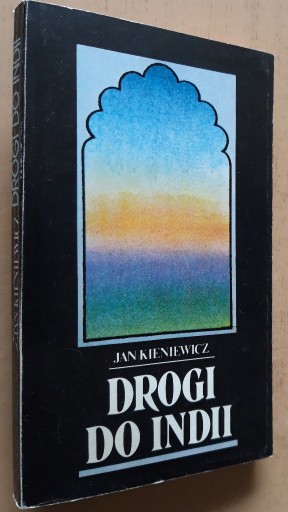 JAN KIENIEWICZ DROGI DO INDII
JAN KIENIEWICZ
DROGI
DO INDII